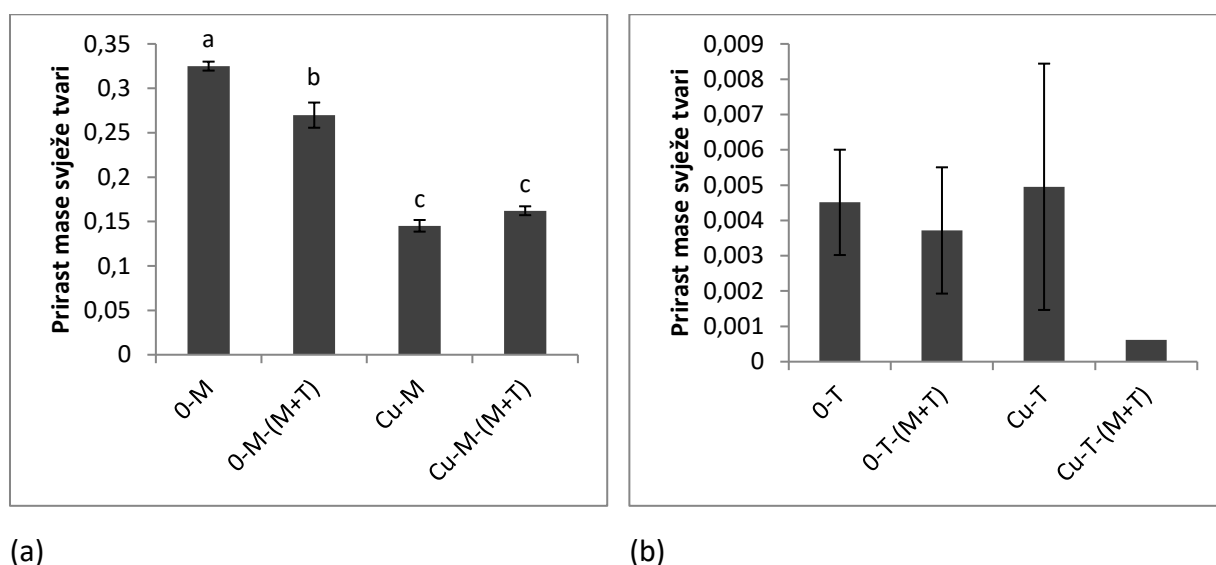 Prirast mase svježe tvari
0,35
0,3
0,25
0,2
0,15
0,1
0,05
0
a
b
c
c
0-M
0-M-(M+T)
Cu-M
Cu-M-(M+T)
(a)
Prirast mase svježe tvari
0,009
0,008
0,007
0,006
0,005
0,004
0,003
0,002
0,001
0
0-T
0-T-(M+T)
Cu-T
Cu-T-(M+T)
(b)